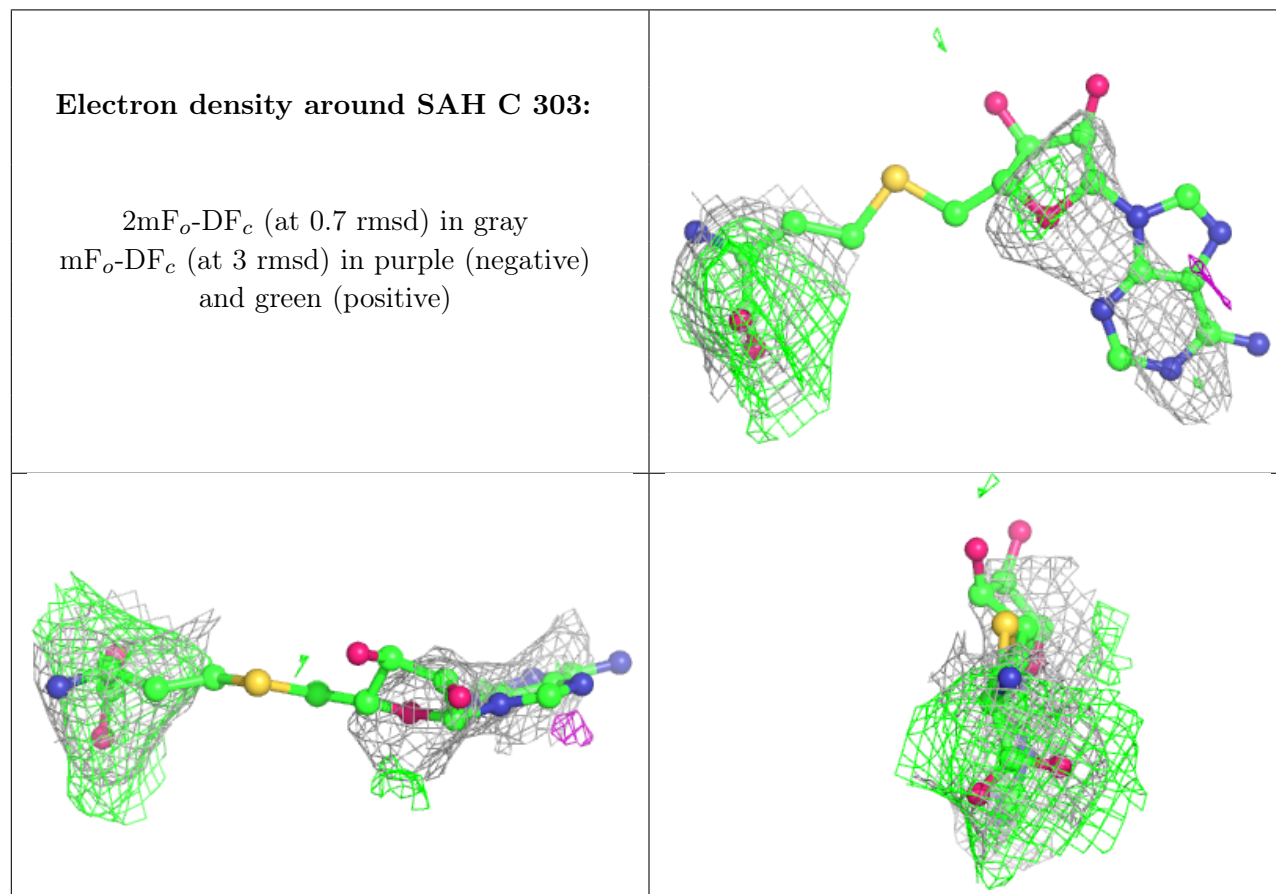 Electron density around SAH C 303:
2mFo-DFc (at 0.7 rmsd) in gray
mFo-DFc (at 3 rmsd) in purple (negative)
and green (positive)